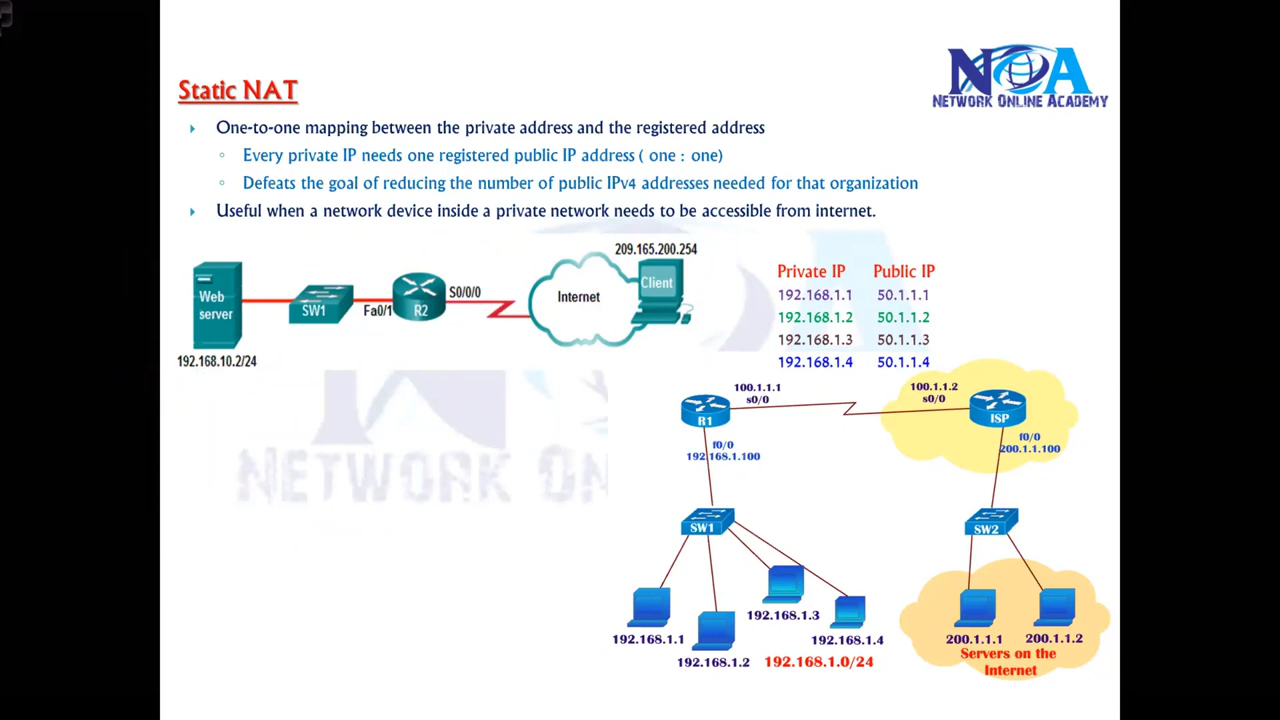 NOA
NETWORK ONLINE ACADEMY
Static NAT
One-to-one mapping between the private address and the registered address
Every private IP needs one registered public IP address ( one : one)
Defeats the goal of reducing the number of public IPv4 addresses needed for that organization
Useful when a network device inside a private network needs to be accessible from internet.
209.165.200.254
Web server
SW1
Fa0/1
R2
S0/0/0
Internet
Client
192.168.10.2/24
Private IP Public IP
192.168.1.1 50.1.1.1
192.168.1.2 50.1.1.2
192.168.1.3 50.1.1.3
192.168.1.4 50.1.1.4
100.1.1.1
s0/0
100.1.1.2
s0/0
R1
ISP
f0/0
192.168.1.100
f0/0
200.1.1.100
NETWORK ON
SW1
SW2
192.168.1.1
192.168.1.2
192.168.1.3
192.168.1.4
192.168.1.0/24
200.1.1.1
200.1.1.2
Servers on the
Internet